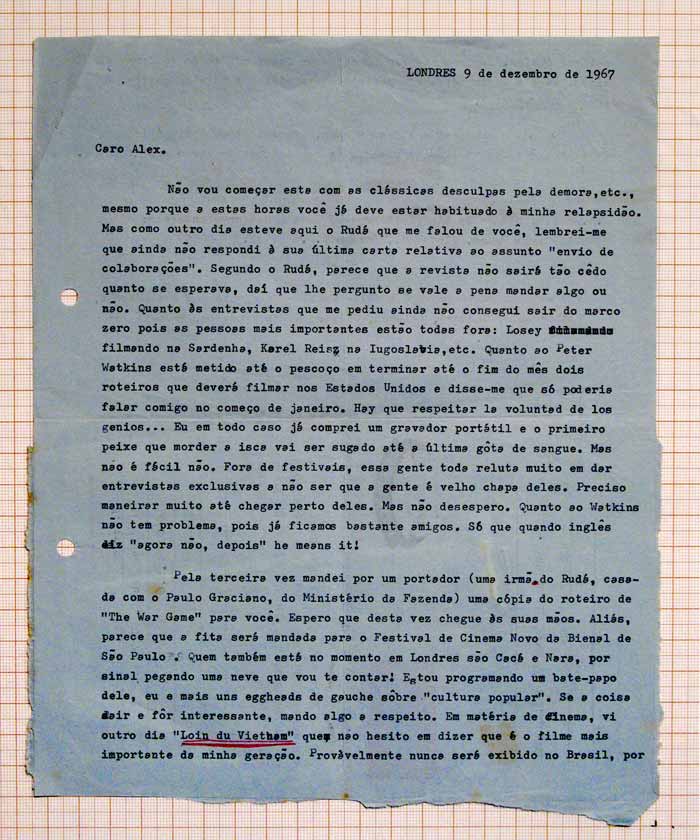 LONDRES 9 de dezembro de 1967
Caro Alex.
Não vou começar esta com as clássicas desculpas pela demora,etc.,
mesmo porque a estas horas você já deve estar habituado à minha relapsidão.
Mas como outro dia esteve aqui o Rudá que me falou de você, lembrei-me
que ainda não respondi à sua última carta relativa ao assunto "envio de
colaborações". Segundo o Rudá, parece que a revista não sairá tão cêdo
quanto se esperava, daí que lhe pergunto se vale a pena mandar algo ou
não. Quanto às entrevistas que me pediu ainda não consegui sair do marco
zero pois as pessoas mais importantes estão todas fora: Losey
filmando na Sardenha, Karel Reisz na Iugoslavia,etc. Quanto ao Peter
Watkins está metido até o pescoço em terminar até o fim do mês dois
roteiros que deverá filmar nos Estados Unidos e disse-me que só poderia
falar comigo no começo de janeiro. Hay que respeitar la voluntad de los
genios... Eu em todo caso já comprei um gravador portátil e o primeiro
peixe que morder a isca vai ser sugado até a última gôta de sangue. Mas
não é fácil não. Fora de festivais, essa gente toda reluta muito em dar
entrevistas exclusivas a não ser que a gente é velho chapa deles. Preciso
maneirar muito até chegar perto deles. Mas não desespero. Quanto ao Watkins
não tem problema, pois já ficamos bastante amigos. Só que quando inglês
diz "agora não, depois" he means it!
Pela terceira vez mandei por um portador (uma irmã do Rudá, casa-
da com o Paulo Graciano, do Ministério da Fazenda) uma cópia do roteiro de
"The War Game" para você. Espero que desta vez chegue às suas mãos. Aliás,
parece que a fita será mandada para o Festival de Cinema Novo da Bienal de
São Paulo . Quem também está no momento em Londres são Cacá e Nara, por
sinal pegando uma neve que vou te contar! Estou programando um bate-papo
dele, eu e mais uns eggheads de gauche sôbre "cultura popular". Se a coisa
sair e fôr interessante, mando algo a respeito. Em matéria de cinema, vi
outro dia "Loin du Vietnam" que não hesito em dizer que é o filme mais
importante da minha geração. Provàvelmente nunca será exibido no Brasil, por